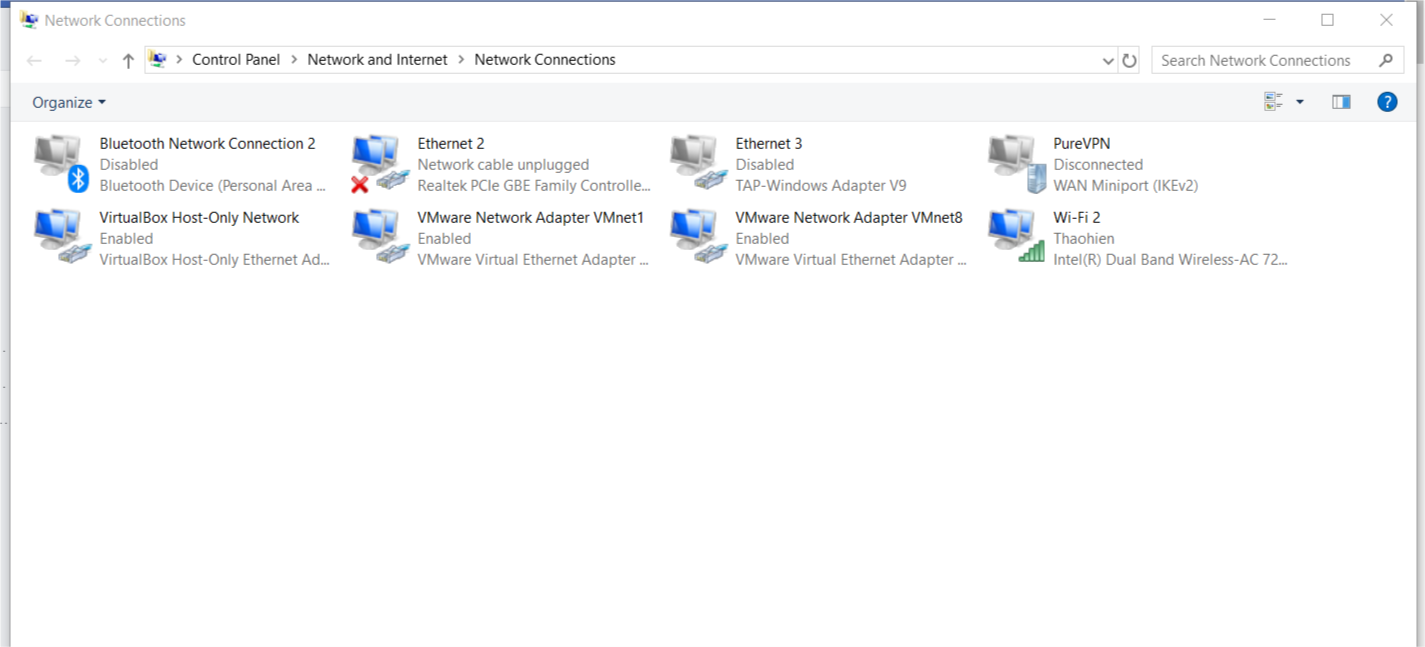 Network Connections
Control Panel > Network and Internet > Network Connections
Search Network Connections
Organize
?
Bluetooth Network Connection 2
Disabled
Bluetooth Device (Personal Area ...
Ethernet 2
Network cable unplugged
Realtek PCIe GBE Family Controlle...
Ethernet 3
Disabled
TAP-Windows Adapter V9
PureVPN
Disconnected
WAN Miniport (IKEv2)
VirtualBox Host-Only Network
Enabled
VirtualBox Host-Only Ethernet Ad...
VMware Network Adapter VMnet1
Enabled
VMware Virtual Ethernet Adapter ...
VMware Network Adapter VMnet8
Enabled
VMware Virtual Ethernet Adapter ...
Wi-Fi 2
Thaohien
Intel(R) Dual Band Wireless-AC 72...